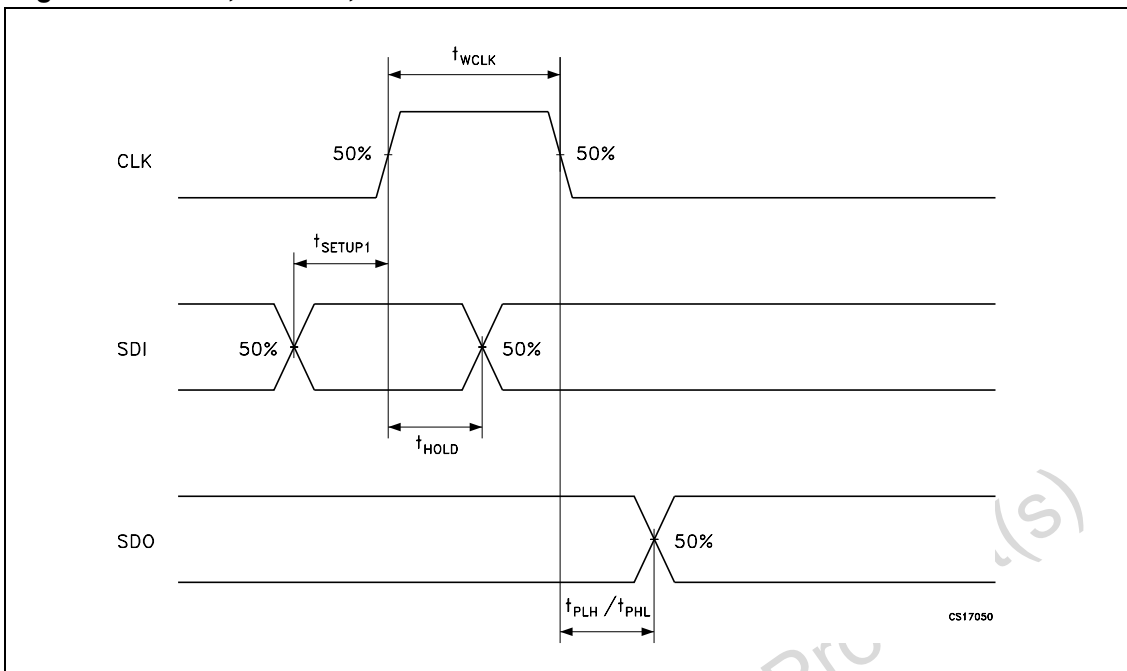 tWCLK
50%
50%
CLK
tSETUP1
SDI
50%
50%
tHOLD
SDO
50%
tPLH /tPHL
CS17050